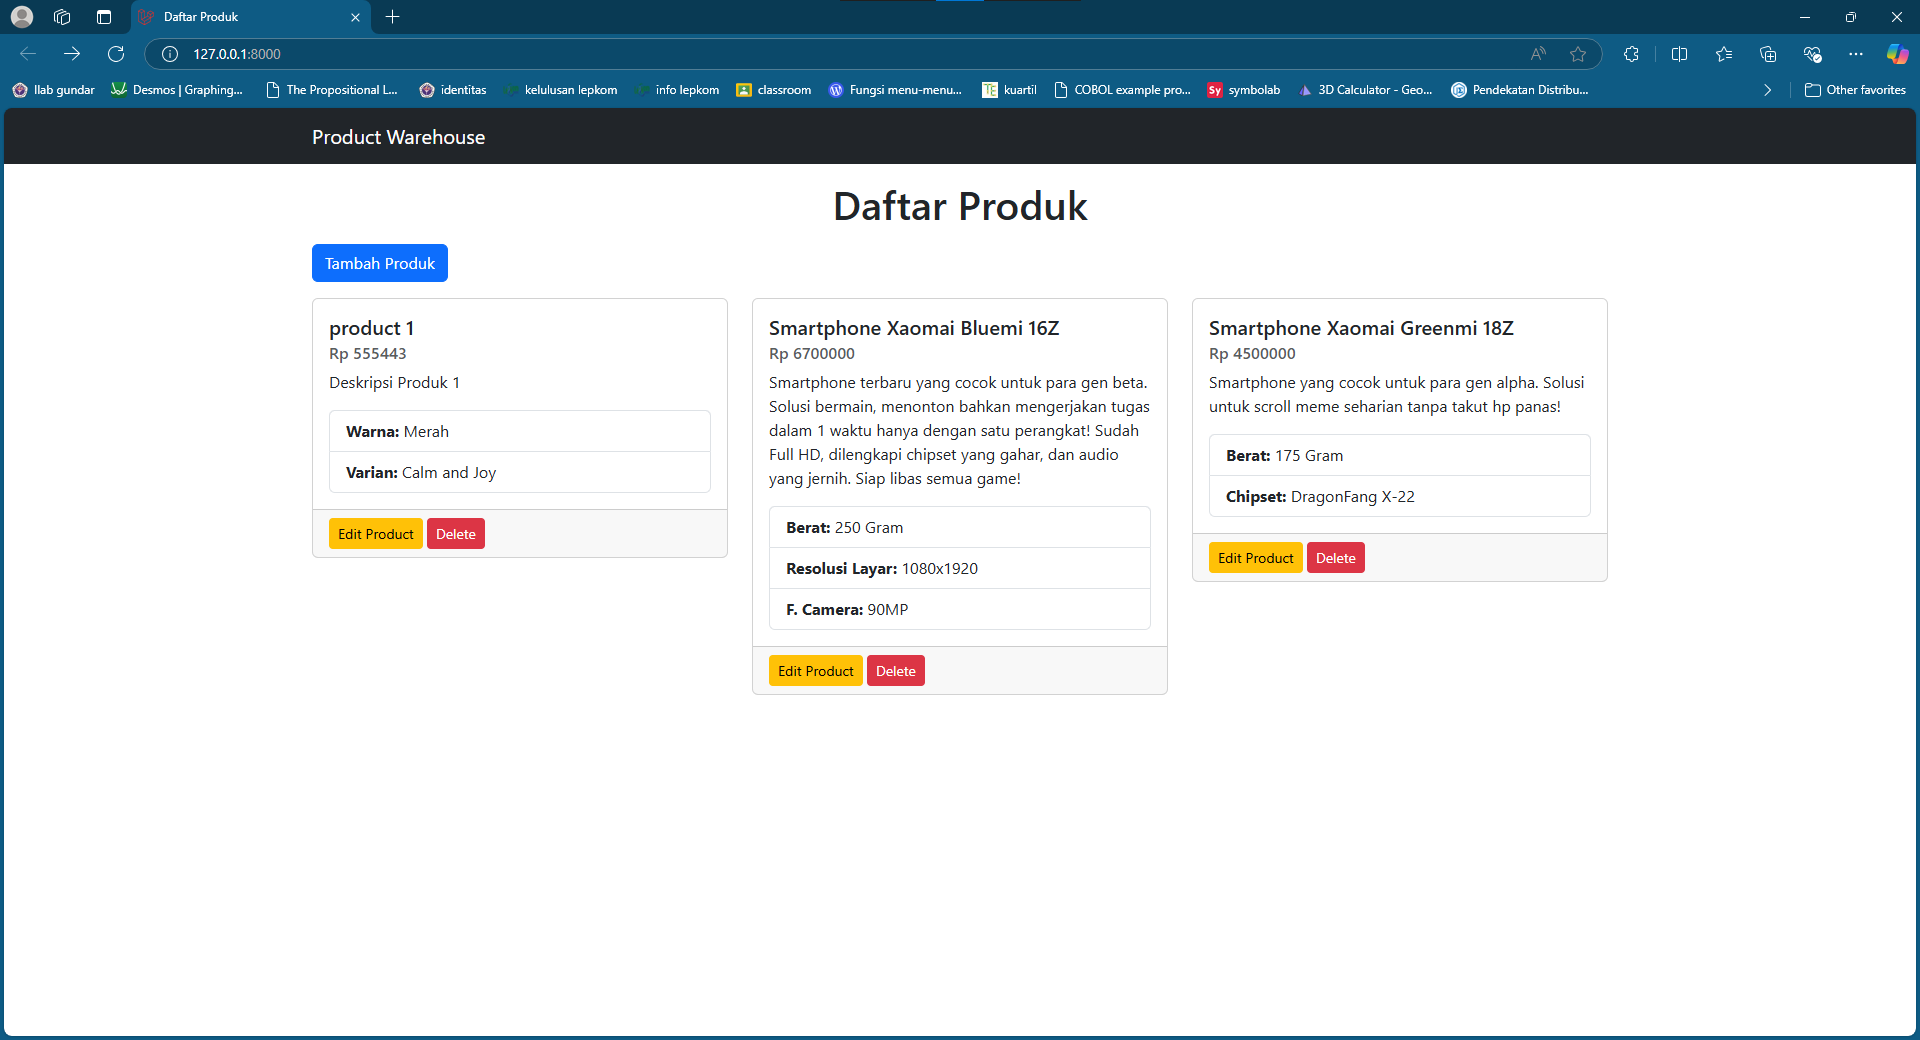 Daftar Produk
127.0.0.1:8000
Ilab gundar
Desmos | Graphing...
The Propositional L...
identitas
kelulusan lepkom
info lepkom
classroom
Fungsi menu-menu...
kuartil
COBOL example pro...
symbolab
3D Calculator - Geo...
Pendekatan Distribu...
Other favorites
Product Warehouse
Daftar Produk
Tambah Produk
product 1
Rp 555443
Deskripsi Produk 1
Warna: Merah
Varian: Calm and Joy
Edit Product Delete
Smartphone Xaomai Bluemi 16Z
Rp 6700000
Smartphone terbaru yang cocok untuk para gen beta.
Solusi bermain, menonton bahkan mengerjakan tugas
dalam 1 waktu hanya dengan satu perangkat! Sudah
Full HD, dilengkapi chipset yang gahar, dan audio
yang jernih. Siap libas semua game!
Berat: 250 Gram
Resolusi Layar: 1080x1920
F. Camera: 90MP
Edit Product Delete
Smartphone Xaomai Greenmi 18Z
Rp 4500000
Smartphone yang cocok untuk para gen alpha. Solusi
untuk scroll meme seharian tanpa takut hp panas!
Berat: 175 Gram
Chipset: DragonFang X-22
Edit Product Delete